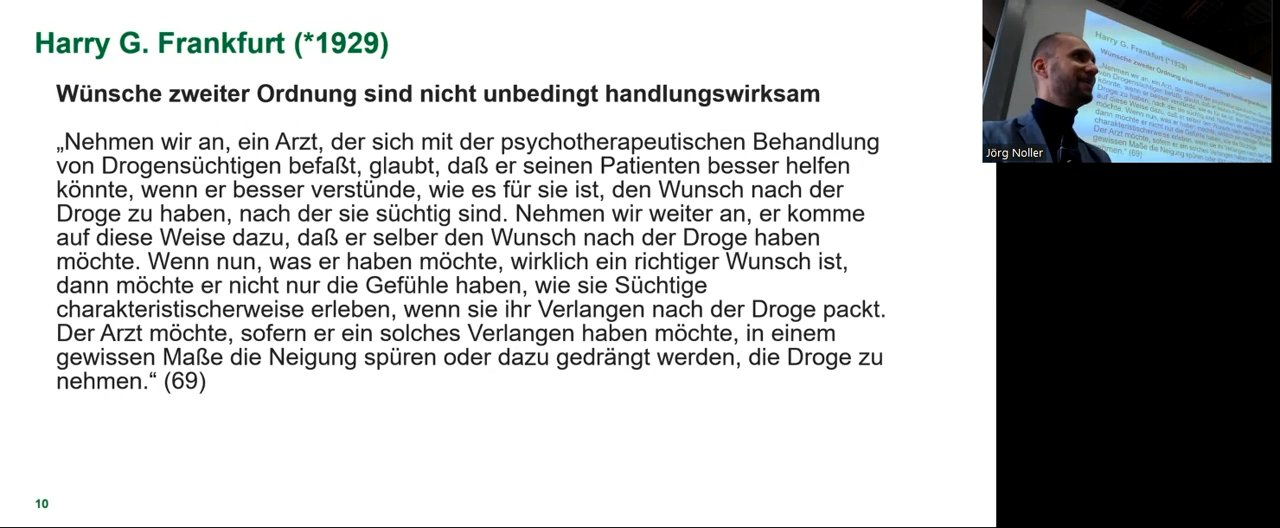 Harry G. Frankfurt (*1929)
Wünsche zweiter Ordnung sind nicht unbedingt handlungswirksam
„Nehmen wir an, ein Arzt, der sich mit der psychotherapeutischen Behandlung
von Drogensüchtigen befaßt, glaubt, daß er seinen Patienten besser helfen
könnte, wenn er besser verstünde, wie es für sie ist, den Wunsch nach der
Droge zu haben, nach der sie süchtig sind. Nehmen wir weiter an, er komme
auf diese Weise dazu, daß er selber den Wunsch nach der Droge haben
möchte. Wenn nun, was er haben möchte, wirklich ein richtiger Wunsch ist,
dann möchte er nicht nur die Gefühle haben, wie sie Süchtige
charakteristischerweise erleben, wenn sie ihr Verlangen nach der Droge packt.
Der Arzt möchte, sofern er ein solches Verlangen haben möchte, in einem
gewissen Maße die Neigung spüren oder dazu gedrängt werden, die Droge zu
nehmen.“ (69)
10
Harry G. Frankfurt (*1929)
Jörg Noller